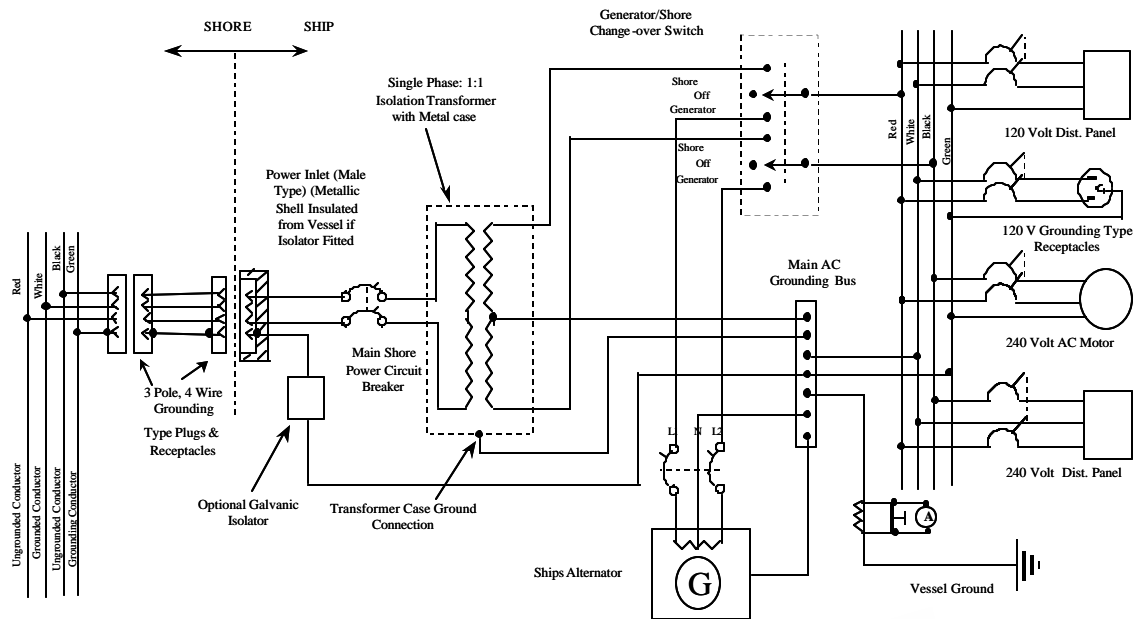 SHORE
SHIP
Generator/Shore
Change-over Switch
Single Phase: 1:1
Isolation Transformer
with Metal case
Shore
Off
Generator
Shore
Off
Generator
Red
White
Black
Green
120 Volt Dist. Panel
Power Inlet (Male
Type) (Metallic
Shell Insulated
from Vessel if
Isolator Fitted
120 V Grounding Type
Receptacles
Main AC
Grounding Bus
Red
White
Black
Green
240 Volt AC Motor
Main Shore
Power Circuit
Breaker
3 Pole, 4 Wire
Grounding
Type Plugs &
Receptacles
L
N
L2
240 Volt Dist. Panel
Optional Galvanic
Isolator
Transformer Case Ground
Connection
Ungrounded Conductor
Grounded Conductor
Ungrounded Conductor
Grounding Conductor
A
Ships Alternator
G
Vessel Ground